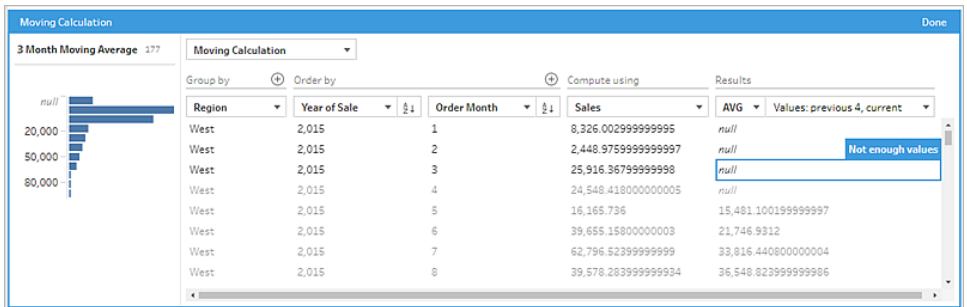 Moving Calculation Done
3 Month Moving Average 177 Moving Calculation
Group by Order by Compute using Results
Region Year of Sale Order Month Sales AVG Values: previous 4, current
null
20,000
50,000
80,000
West 2,015 1 8,326.002999999995 null
West 2,015 2 2,448.9759999999997 null Not enough values
West 2,015 3 25,916.36799999998 null
West 2,015 4 24,548.418000000005 null
West 2,015 5 16,165.736 15,481.100199999997
West 2,015 6 39,655.15800000003 21,746.9312
West 2,015 7 62,796.52399999999 33,816.440800000004
West 2,015 8 39,578.283999999934 36,548.823999999986